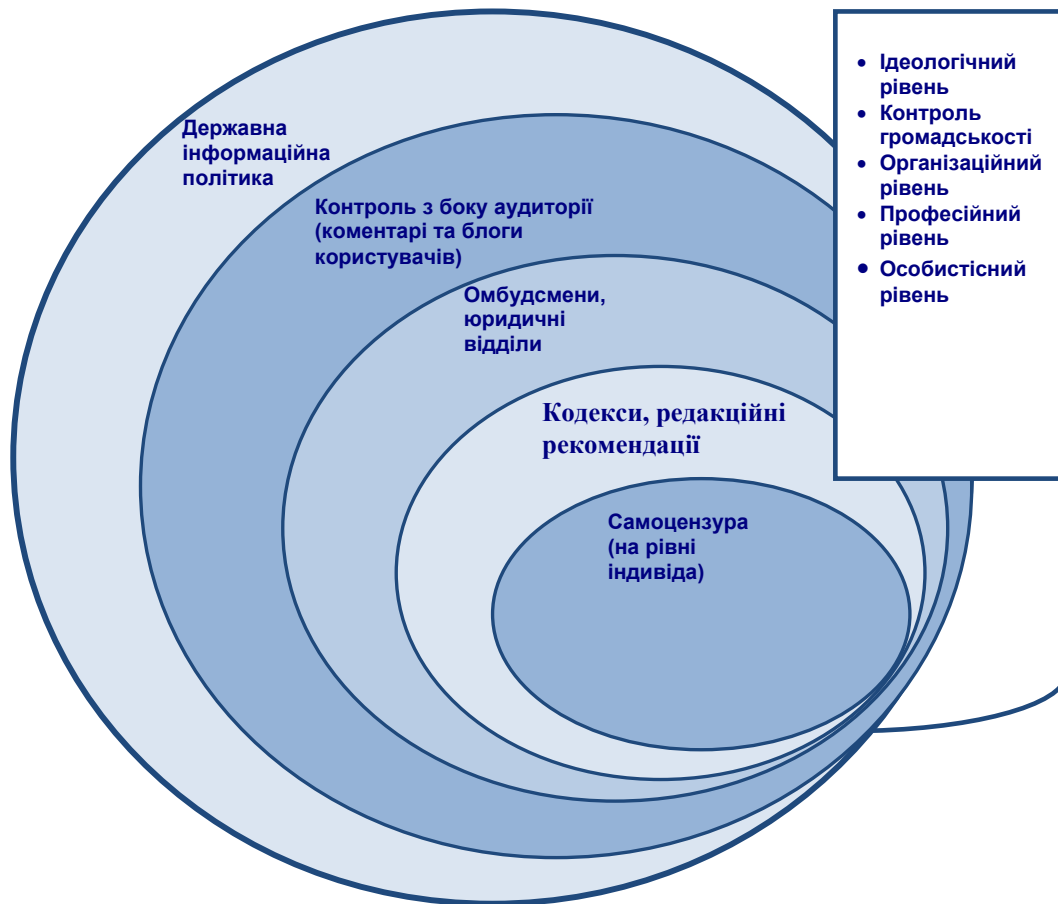 Державна
інформаційна
політика
Контроль з боку аудиторії
(коментарі та блоги
користувачів)
Омбудсмени,
юридичні
відділи
Кодекси, редакційні
рекомендації
Самоцензура
(на рівні
індивіда)
• Ідеологічний
рівень
• Контроль
громадськості
• Організаційний
рівень
• Професійний
рівень
• Особистісний
рівень